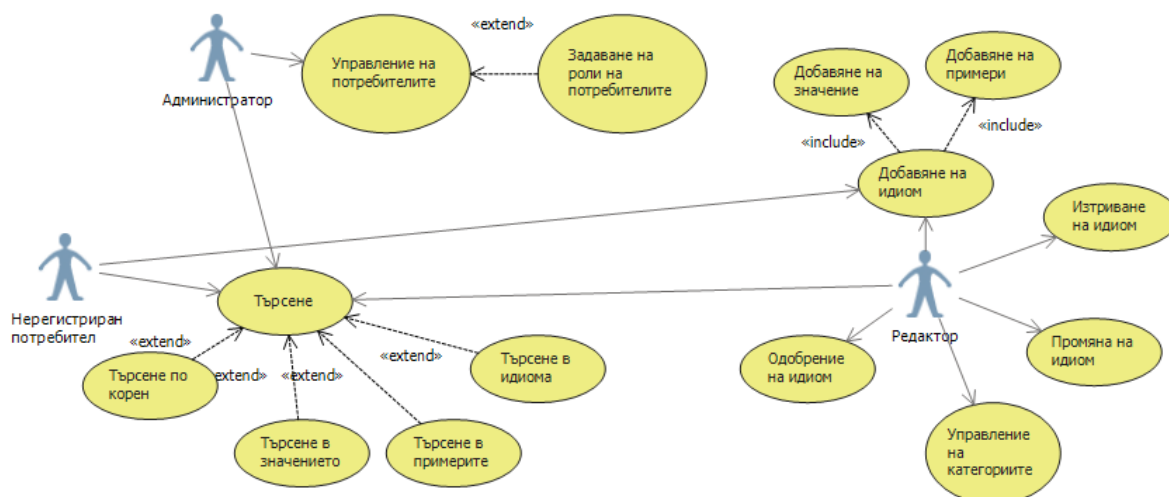 Администратор
Управление на
потребителите
«extend»
Задаване на
роли на
потребителите
Добавяне на
значение
Добавяне на
примери
«include»
«include»
Добавяне на
идиом
Изтриване
на идиом
Нерегистриран
потребител
Търсене
Редактор
«extend»
extend»
«extend»
«extend»
Търсене по
корен
Търсене в
значението
Търсене в
примерите
Търсене в
идиома
Одобрение
на идиом
Промяна на
идиом
Управление
на
категориите